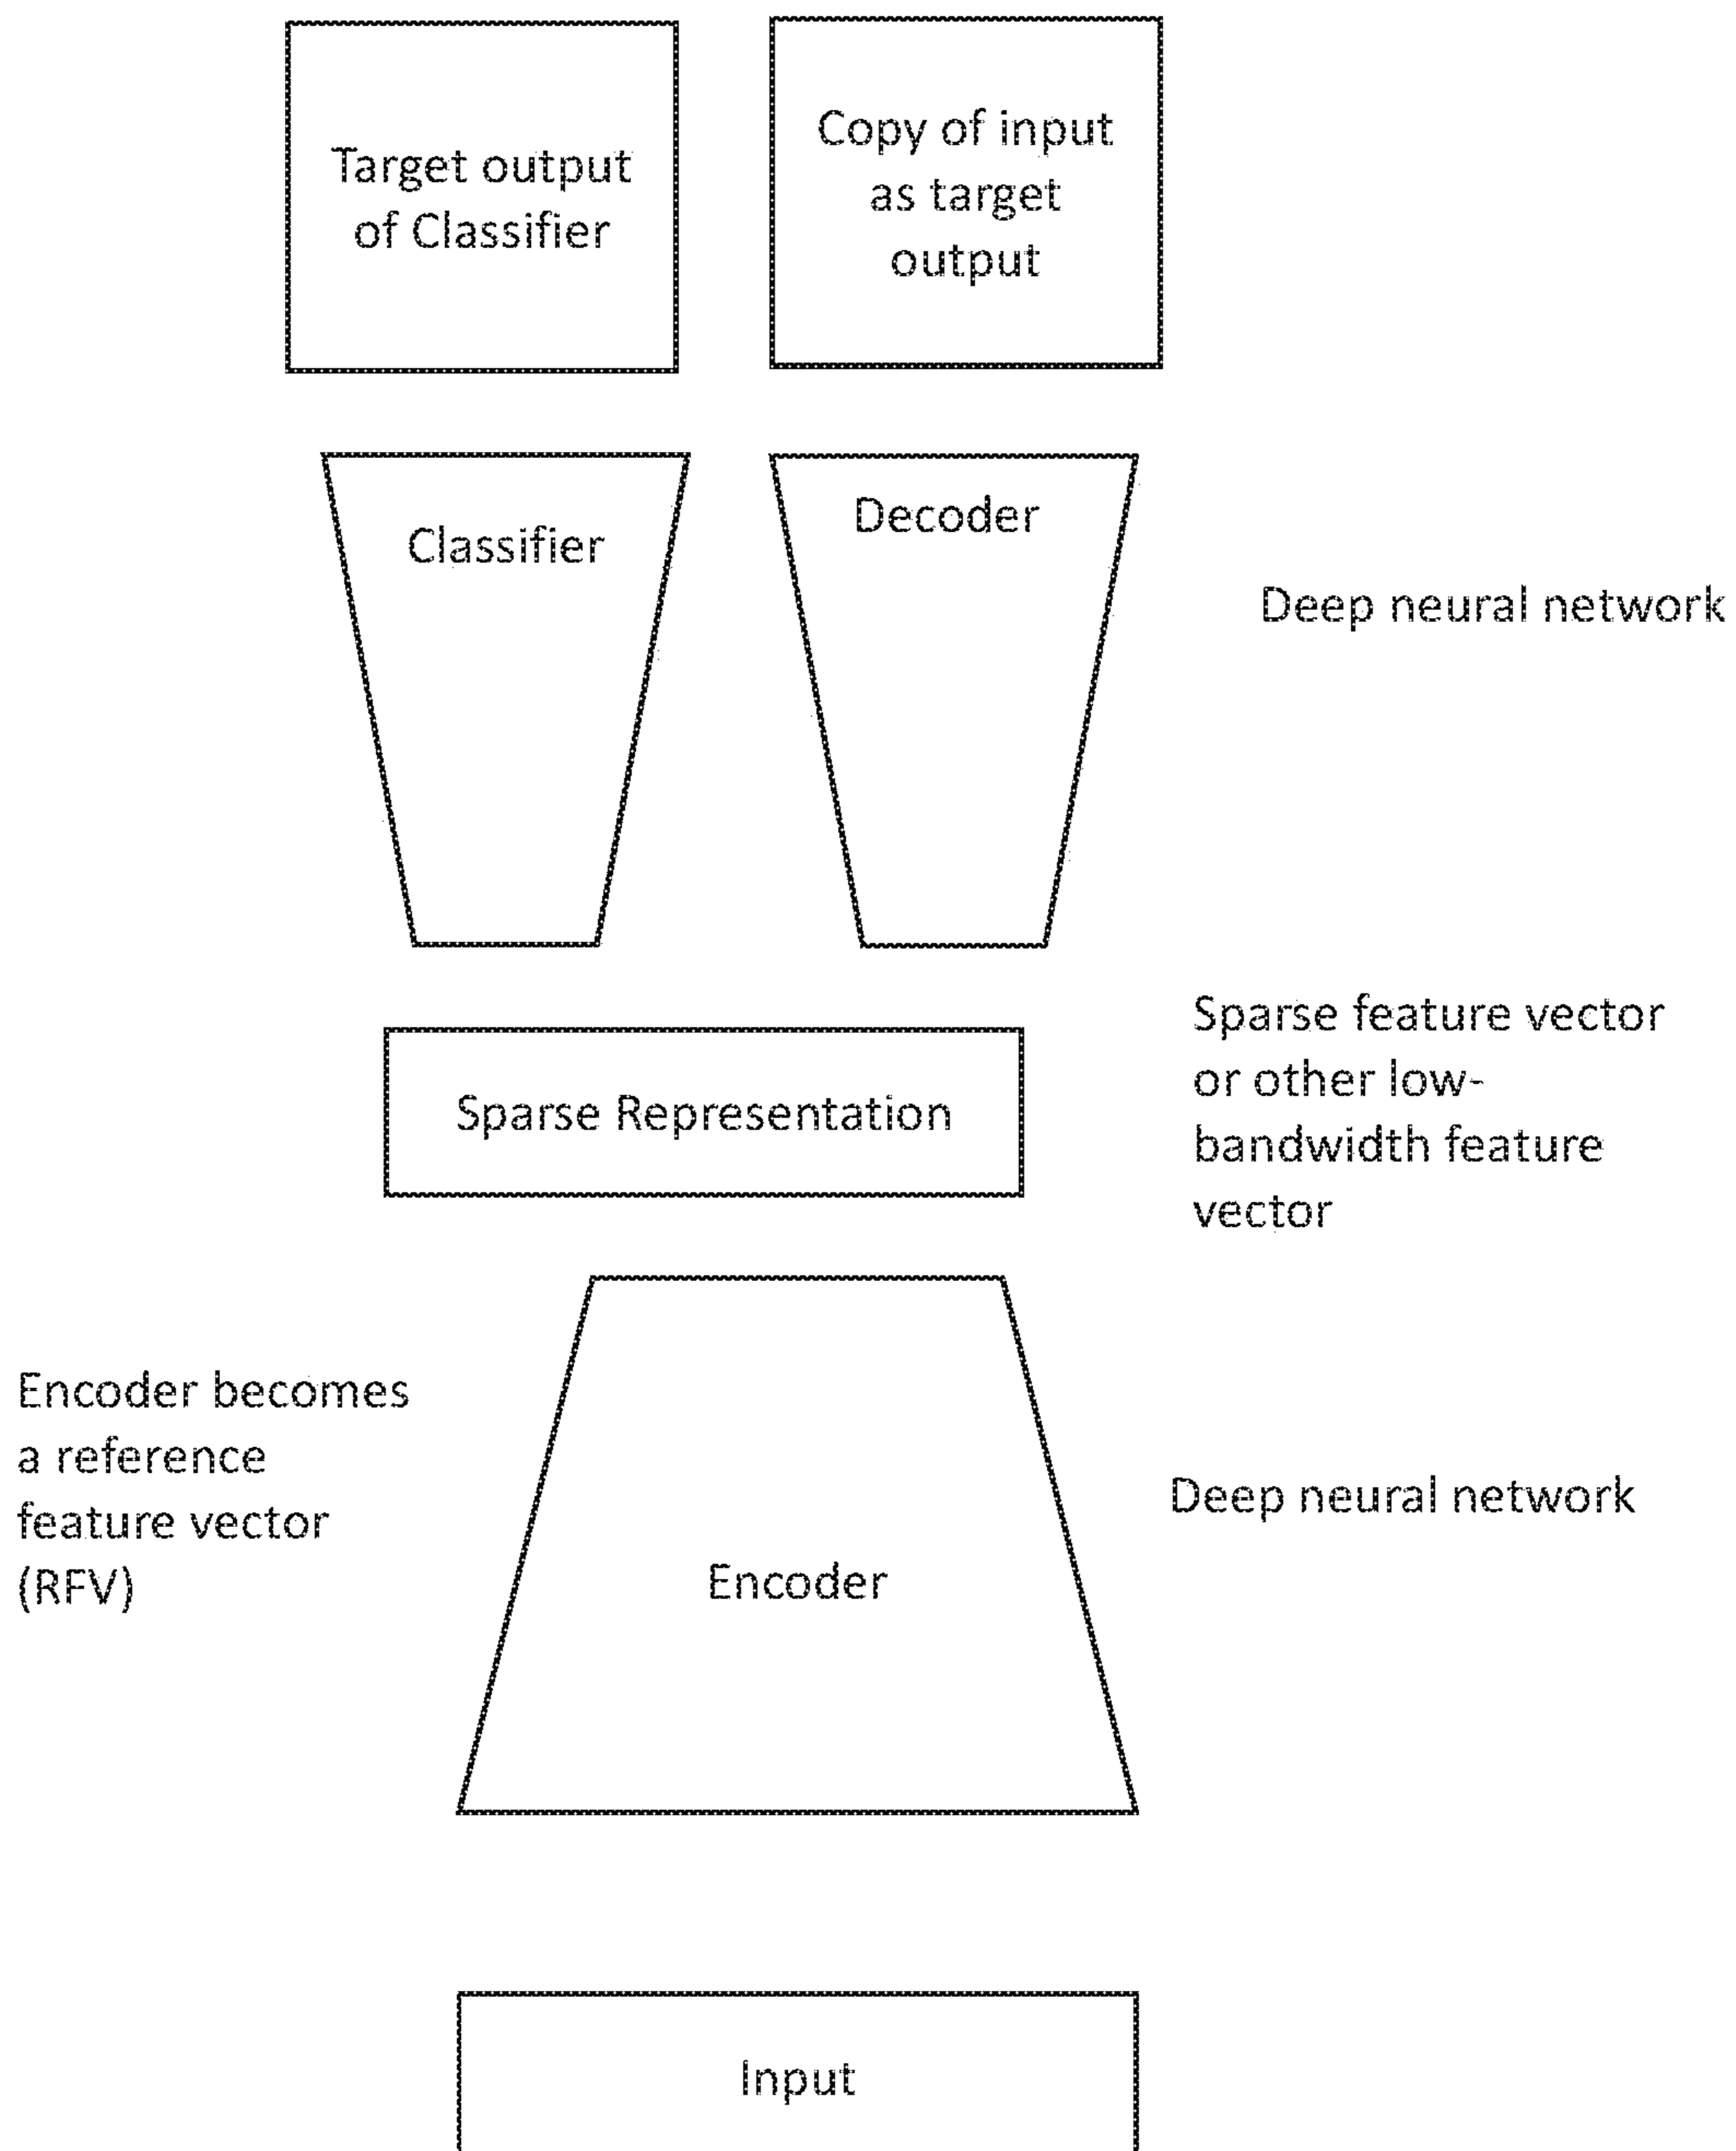 Target output
of Classifier
Copy of input
as target
output
Classifier
Decoder
Deep neural network
Sparse Representation
Sparse feature vector
or other low-
bandwidth feature
vector
Encoder becomes
a reference
feature vector
(RFV)
Deep neural network
Encoder
Input